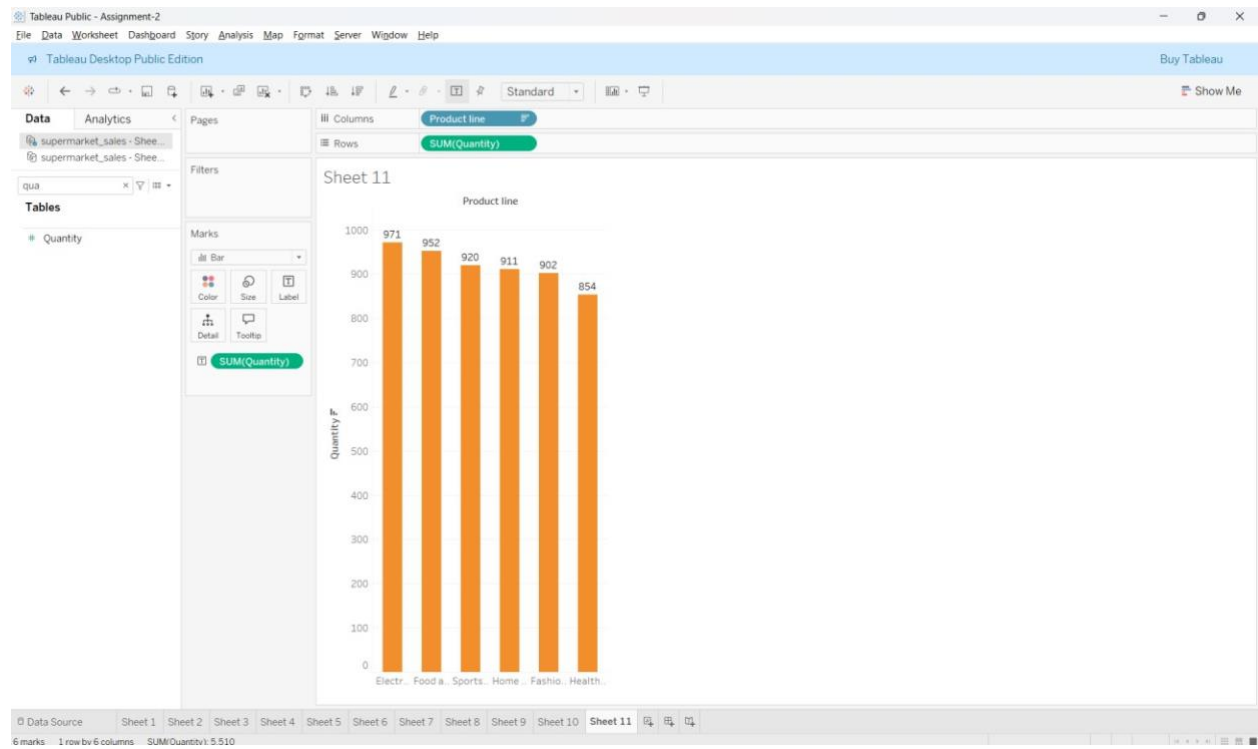 Tableau Public - Assignment-2
File Data Worksheet Dashboard Story Analysis Map Format Server Window Help
Tableau Desktop Public Edition
Buy Tableau
Standard
Show Me
Data Analytics
supermarket_sales - Shee...
supermarket_sales - Shee...
qua
Tables
Quantity
Pages
Filters
Marks
Bar
Color Size Label
Detail Tooltip
SUM(Quantity)
Columns Product line
Rows SUM(Quantity)
Sheet 11
Product line
Quantity
1000
900
800
700
600
500
400
300
200
100
0
971 952 920 911 902 854
Electr.. Food a.. Sports.. Home .. Fashio.. Health..
Data Source Sheet 1 Sheet 2 Sheet 3 Sheet 4 Sheet 5 Sheet 6 Sheet 7 Sheet 8 Sheet 9 Sheet 10 Sheet 11
6 marks 1 row by 6 columns SUM(Quantity): 5,510